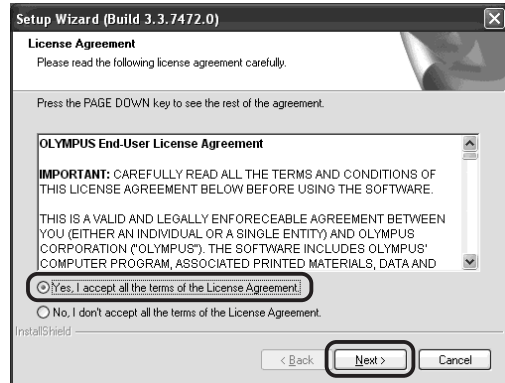 Setup Wizard (Build 3.3.7472.0)
License Agreement
Please read the following license agreement carefully.
Press the PAGE DOWN key to see the rest of the agreement.
OLYMPUS End-User License Agreement
IMPORTANT: CAREFULLY READ ALL THE TERMS AND CONDITIONS OF
THIS LICENSE AGREEMENT BELOW BEFORE USING THE SOFTWARE.
THIS IS A VALID AND LEGALLY ENFORECEABLE AGREEMENT BETWEEN
YOU (EITHER AN INDIVIDUAL OR A SINGLE ENTITY) AND OLYMPUS
CORPORATION ("OLYMPUS"). THE SOFTWARE INCLUDES OLYMPUS'
COMPUTER PROGRAM, ASSOCIATED PRINTED MATERIALS, DATA AND
Yes, I accept all the terms of the License Agreement.
No, I don't accept all the terms of the License Agreement.
InstallShield
< Back Next > Cancel